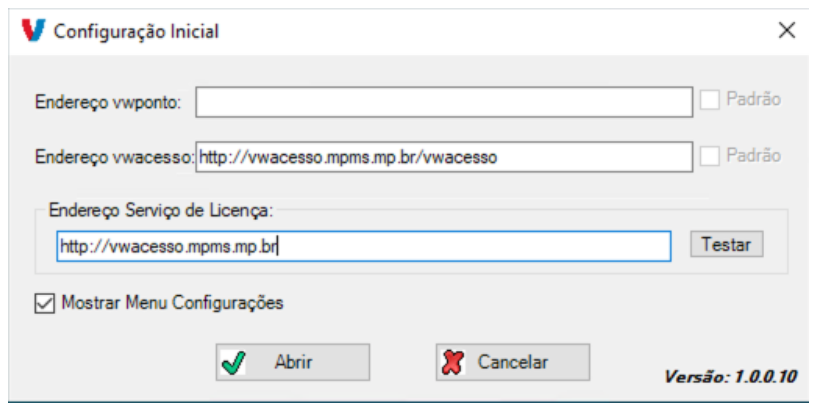 Configuração Inicial
Endereço vwponto:
Padrão
Endereço vwacesso: http://vwacesso.mpms.mp.br/vwacesso
Padrão
Endereço Serviço de Licença:
http://vwacesso.mpms.mp.br
Testar
Mostrar Menu Configurações
Abrir
Cancelar
Versão: 1.0.0.10